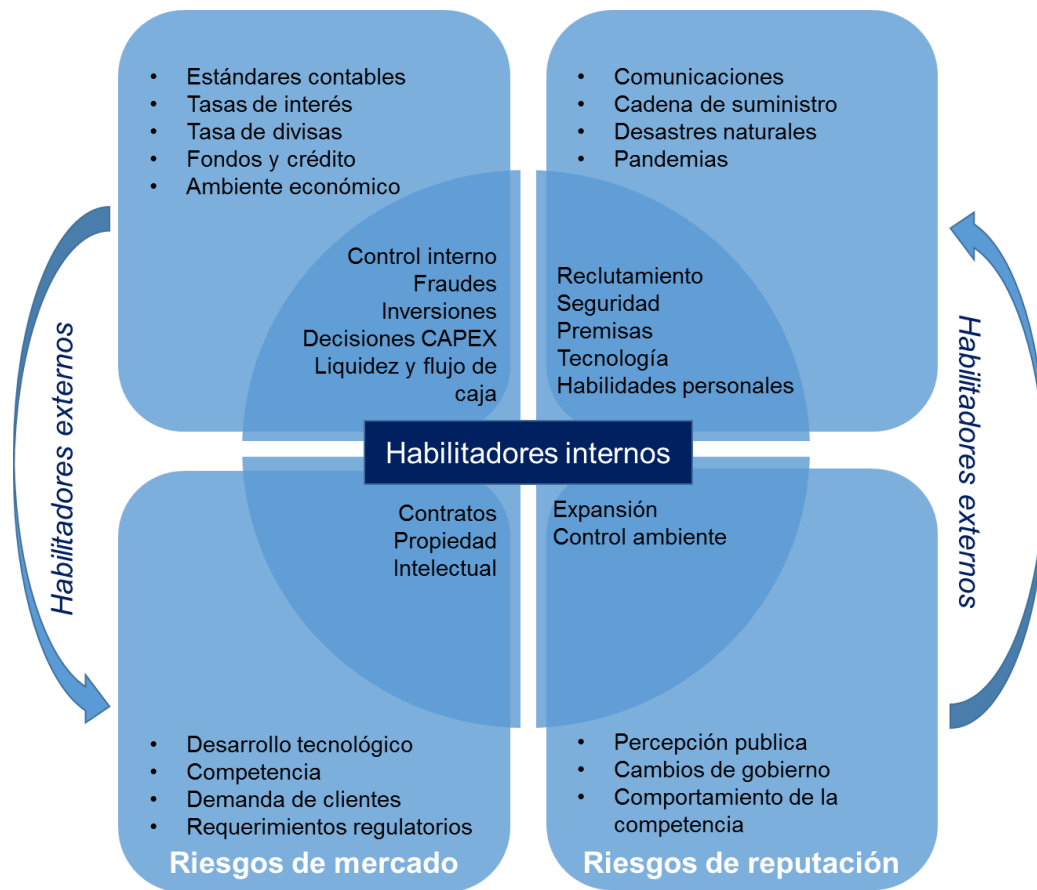 • Estándares contables
• Tasas de interés
• Tasa de divisas
• Fondos y crédito
• Ambiente económico
• Comunicaciones
• Cadena de suministro
• Desastres naturales
• Pandemias
Control interno
Fraudes
Inversiones
Decisiones CAPEX
Liquidez y flujo de
caja
Reclutamiento
Seguridad
Premisas
Tecnología
Habilidades personales
Habilitadores externos
Habilitadores internos
Habilitadores externos
Contratos
Propiedad
Intelectual
Expansión
Control ambiente
• Desarrollo tecnológico
• Competencia
• Demanda de clientes
• Requerimientos regulatorios
Riesgos de mercado
• Percepción publica
• Cambios de gobierno
• Comportamiento de la
competencia
Riesgos de reputación